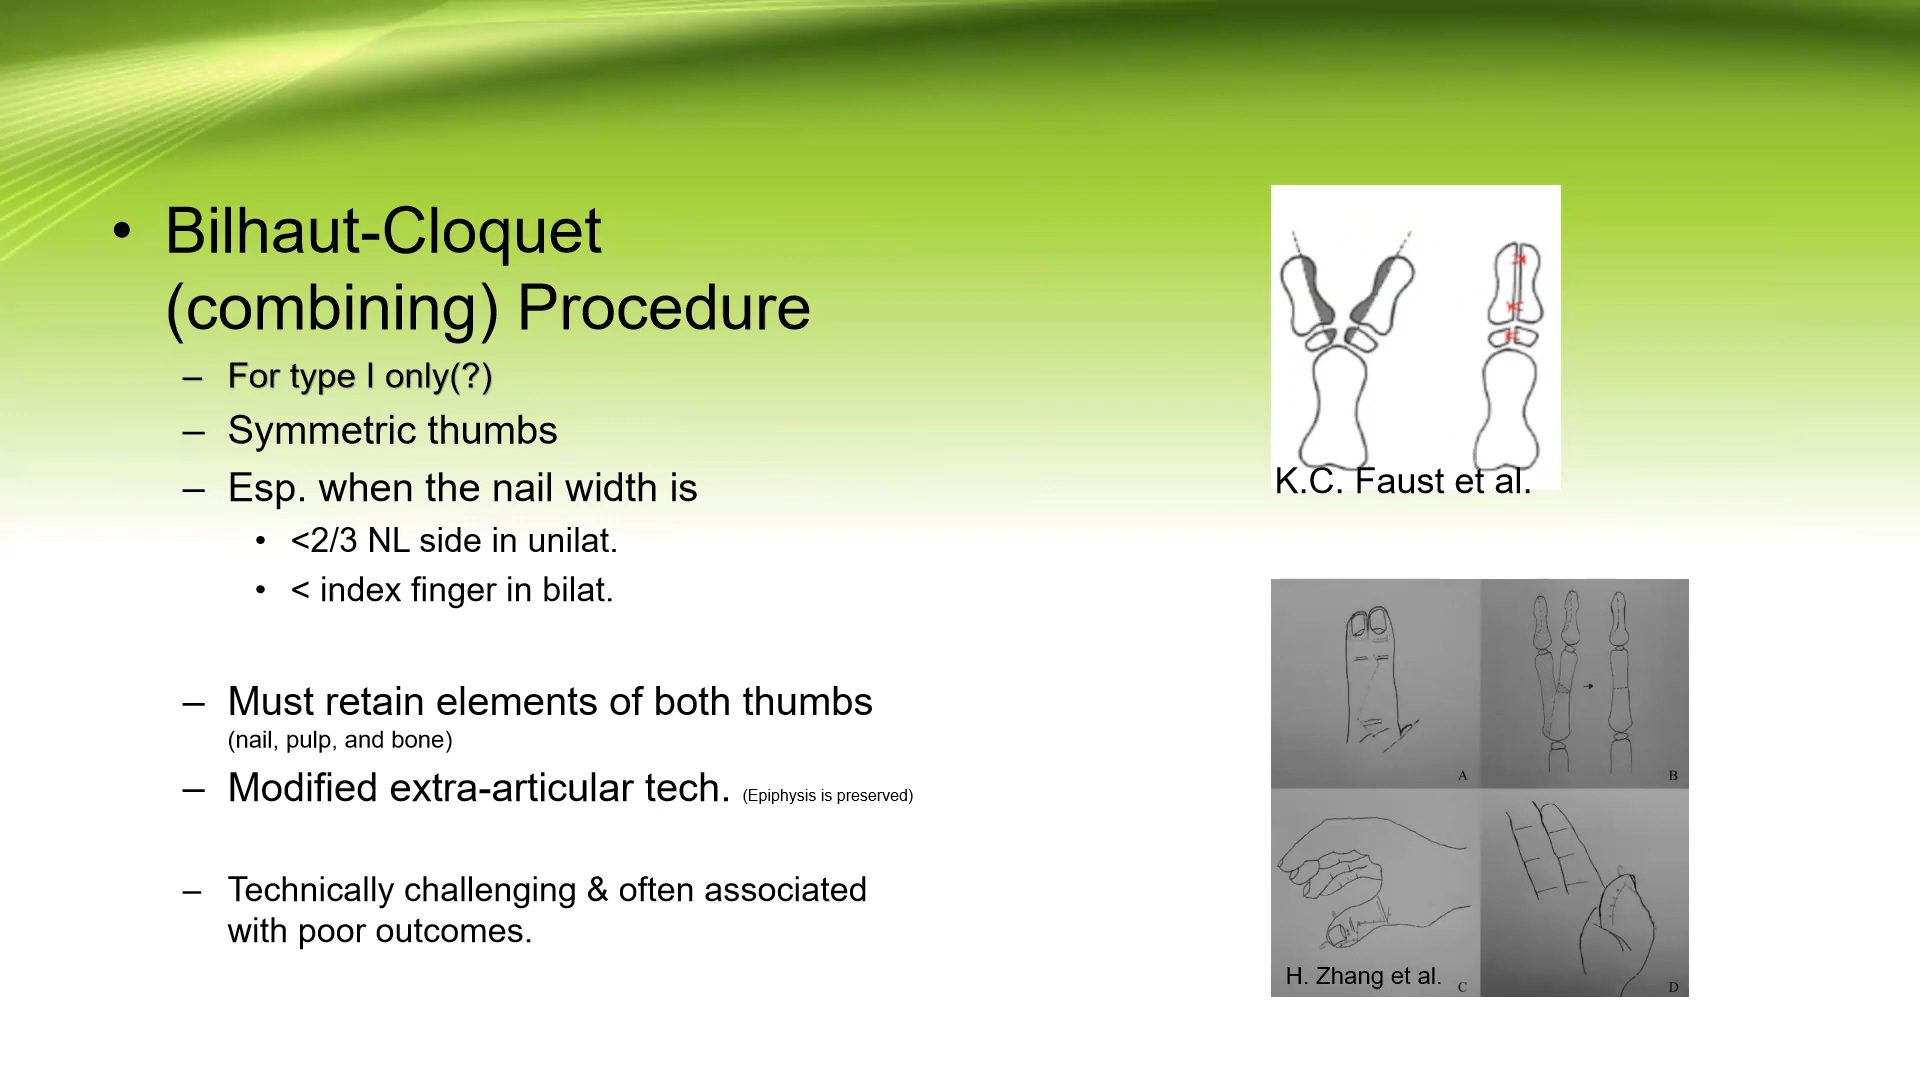 • Bilhaut-Cloquet
(combining) Procedure
– For type I only(?)
– Symmetric thumbs
– Esp. when the nail width is
• <2/3 NL side in unilat.
• < index finger in bilat.
– Must retain elements of both thumbs
(nail, pulp, and bone)
– Modified extra-articular tech. (Epiphysis is preserved)
– Technically challenging & often associated
with poor outcomes.
K.C. Faust et al.
A
B
H. Zhang et al.
C
D